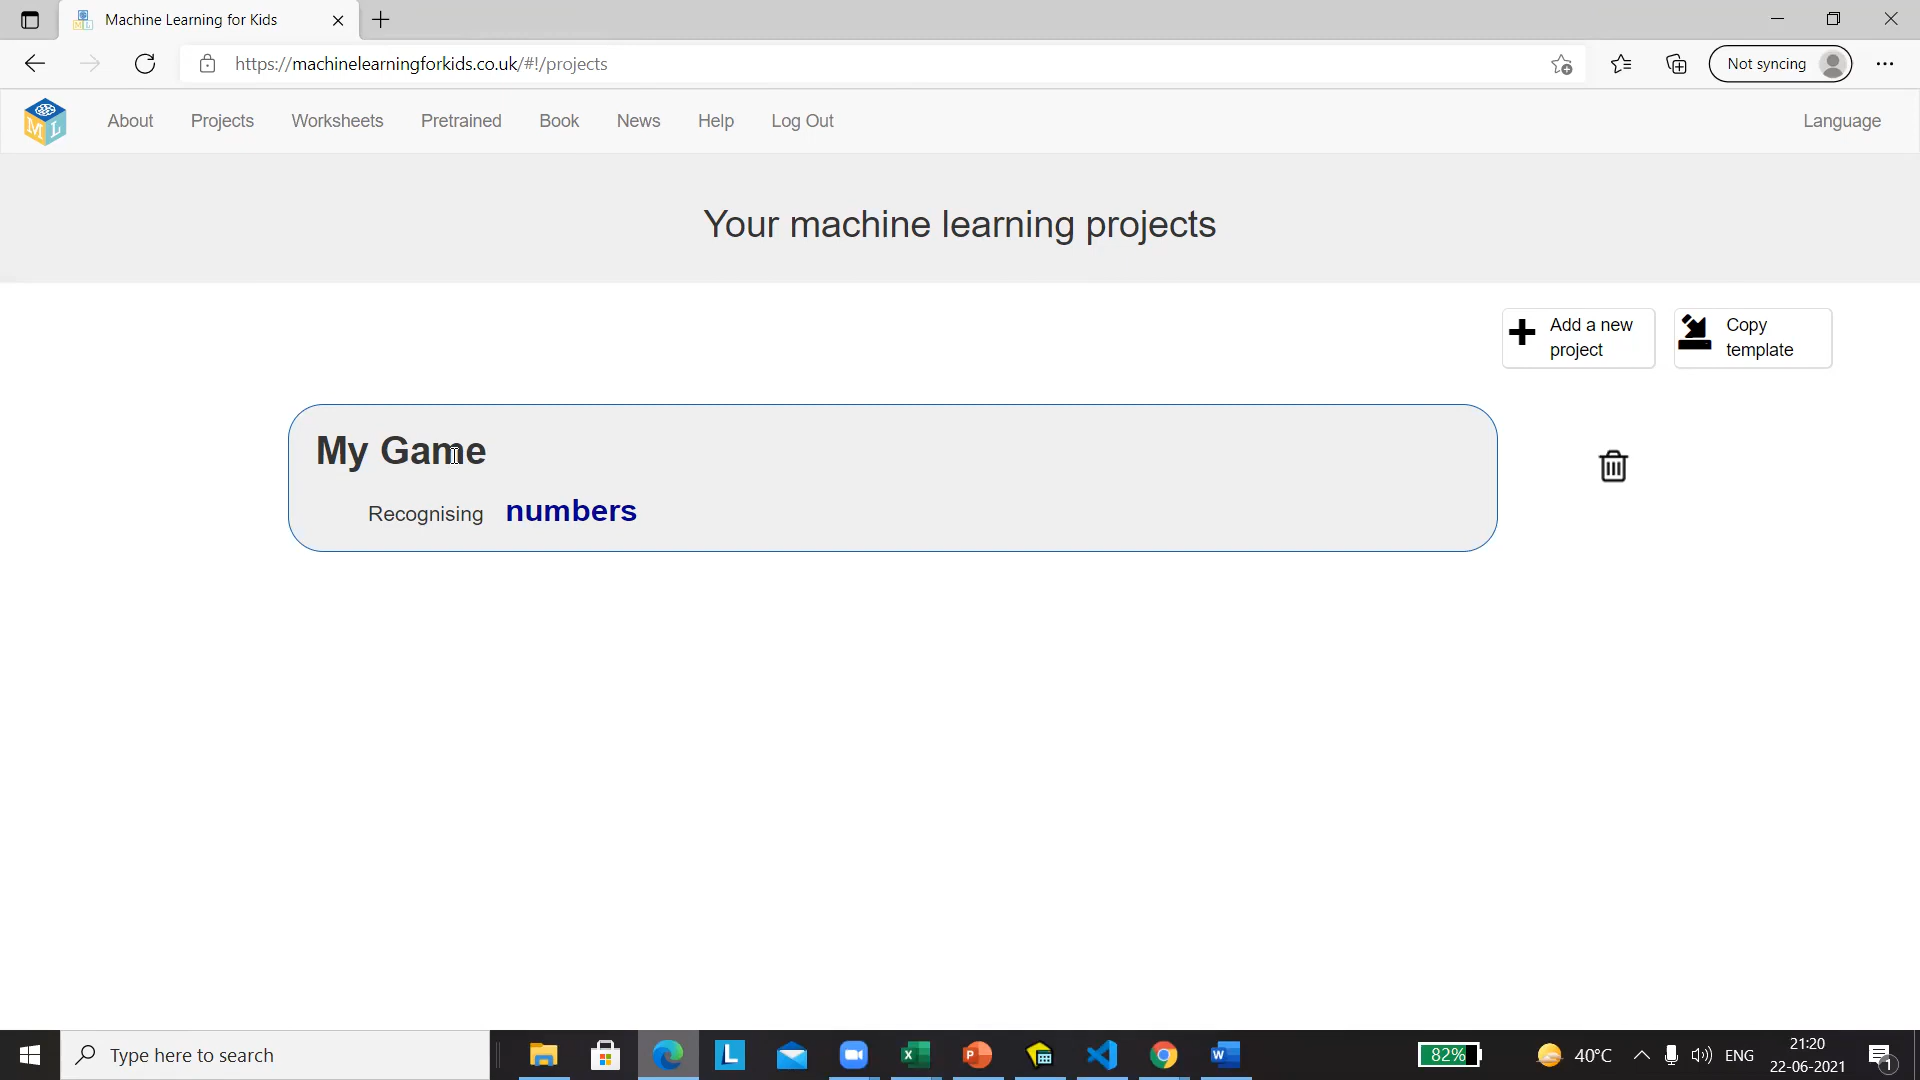 Machine Learning for Kids
https://machinelearningforkids.co.uk/#!/projects
Not syncing
ML
About Projects Worksheets Pretrained Book News Help Log Out Language
Your machine learning projects
Add a new
project
Copy
template
My Game
Recognising numbers
Type here to search
L
X
P
W
82%
40°C
ENG
21:20
22-06-2021
1